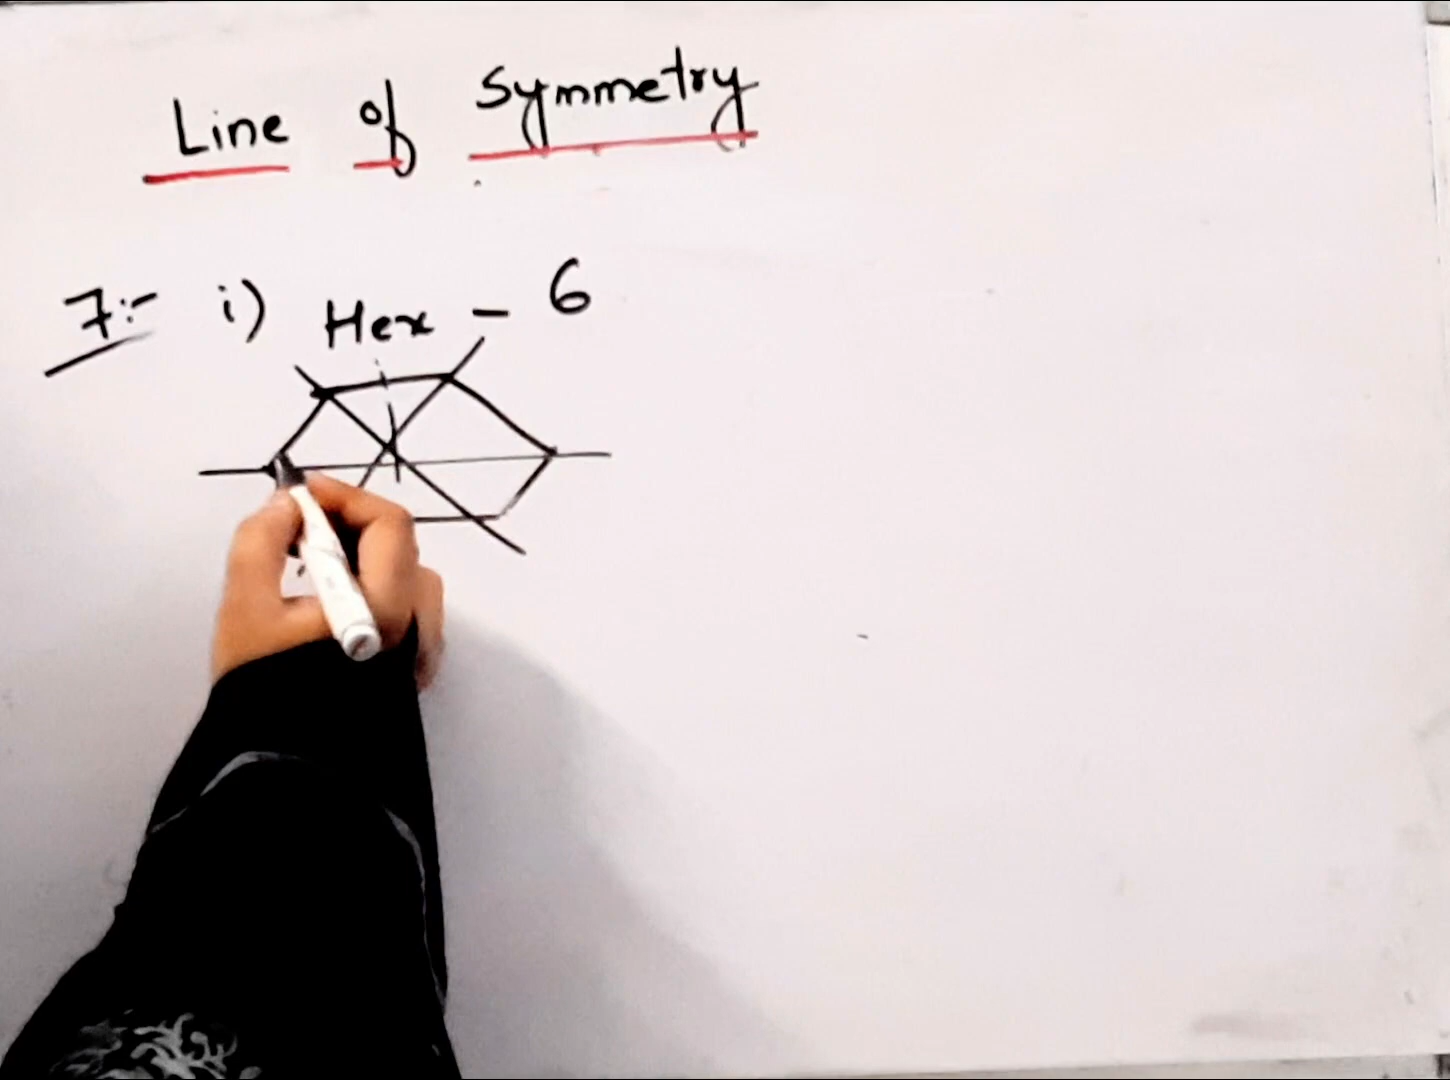 Line of Symmetry
7:- i) Hex - 6